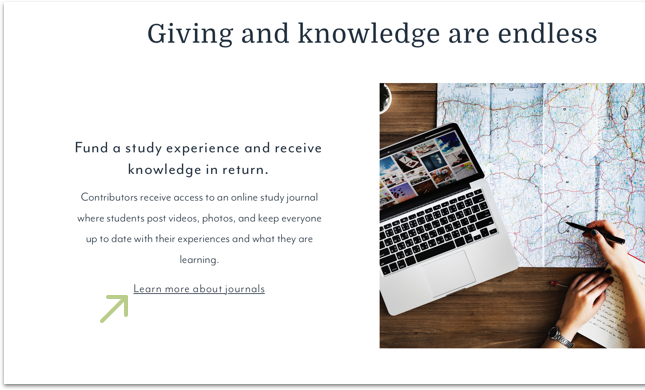 Giving and knowledge are endless
Fund a study experience and receive
knowledge in return.
Contributors receive access to an online study journal
where students post videos, photos, and keep everyone
up to date with their experiences and what they are
learning.
Learn more about journals